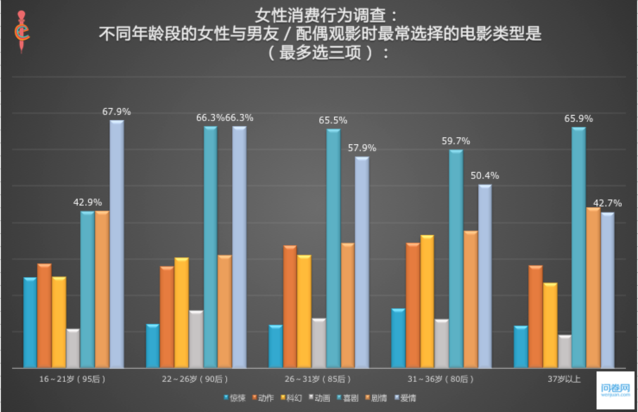 女性消费行为调查：
不同年龄段的女性与男友 / 配偶观影时最常选择的电影类型是
（最多选三项）：
67.9%
66.3% 66.3%
65.5%
65.9%
59.7%
57.9%
50.4%
42.9%
42.7%
16－21岁（95后） 22－26岁（90后） 26－31岁（85后） 31－36岁（80后） 37岁以上
惊悚 动作 科幻 动画 喜剧 剧情 爱情
问卷网